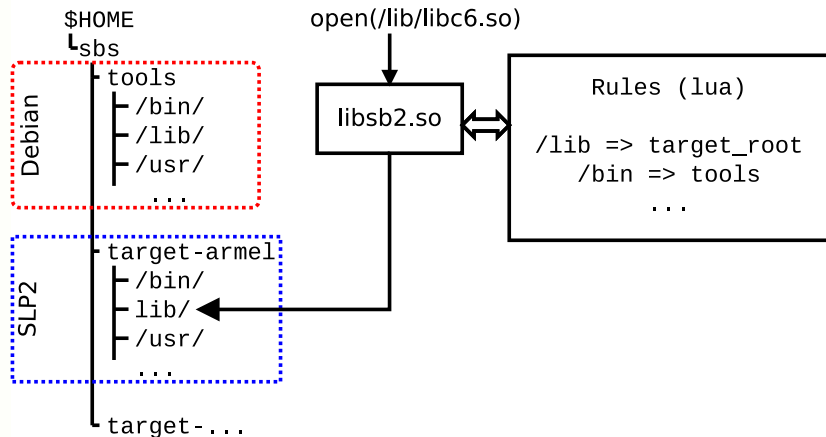 $HOME
sbs
Debian
tools
/bin/
/lib/
/usr/
...
SLP2
target-armel
/bin/
lib/
/usr/
...
target-...
open(/lib/libc6.so)
libsb2.so
Rules (lua)
/lib => target_root
/bin => tools
...